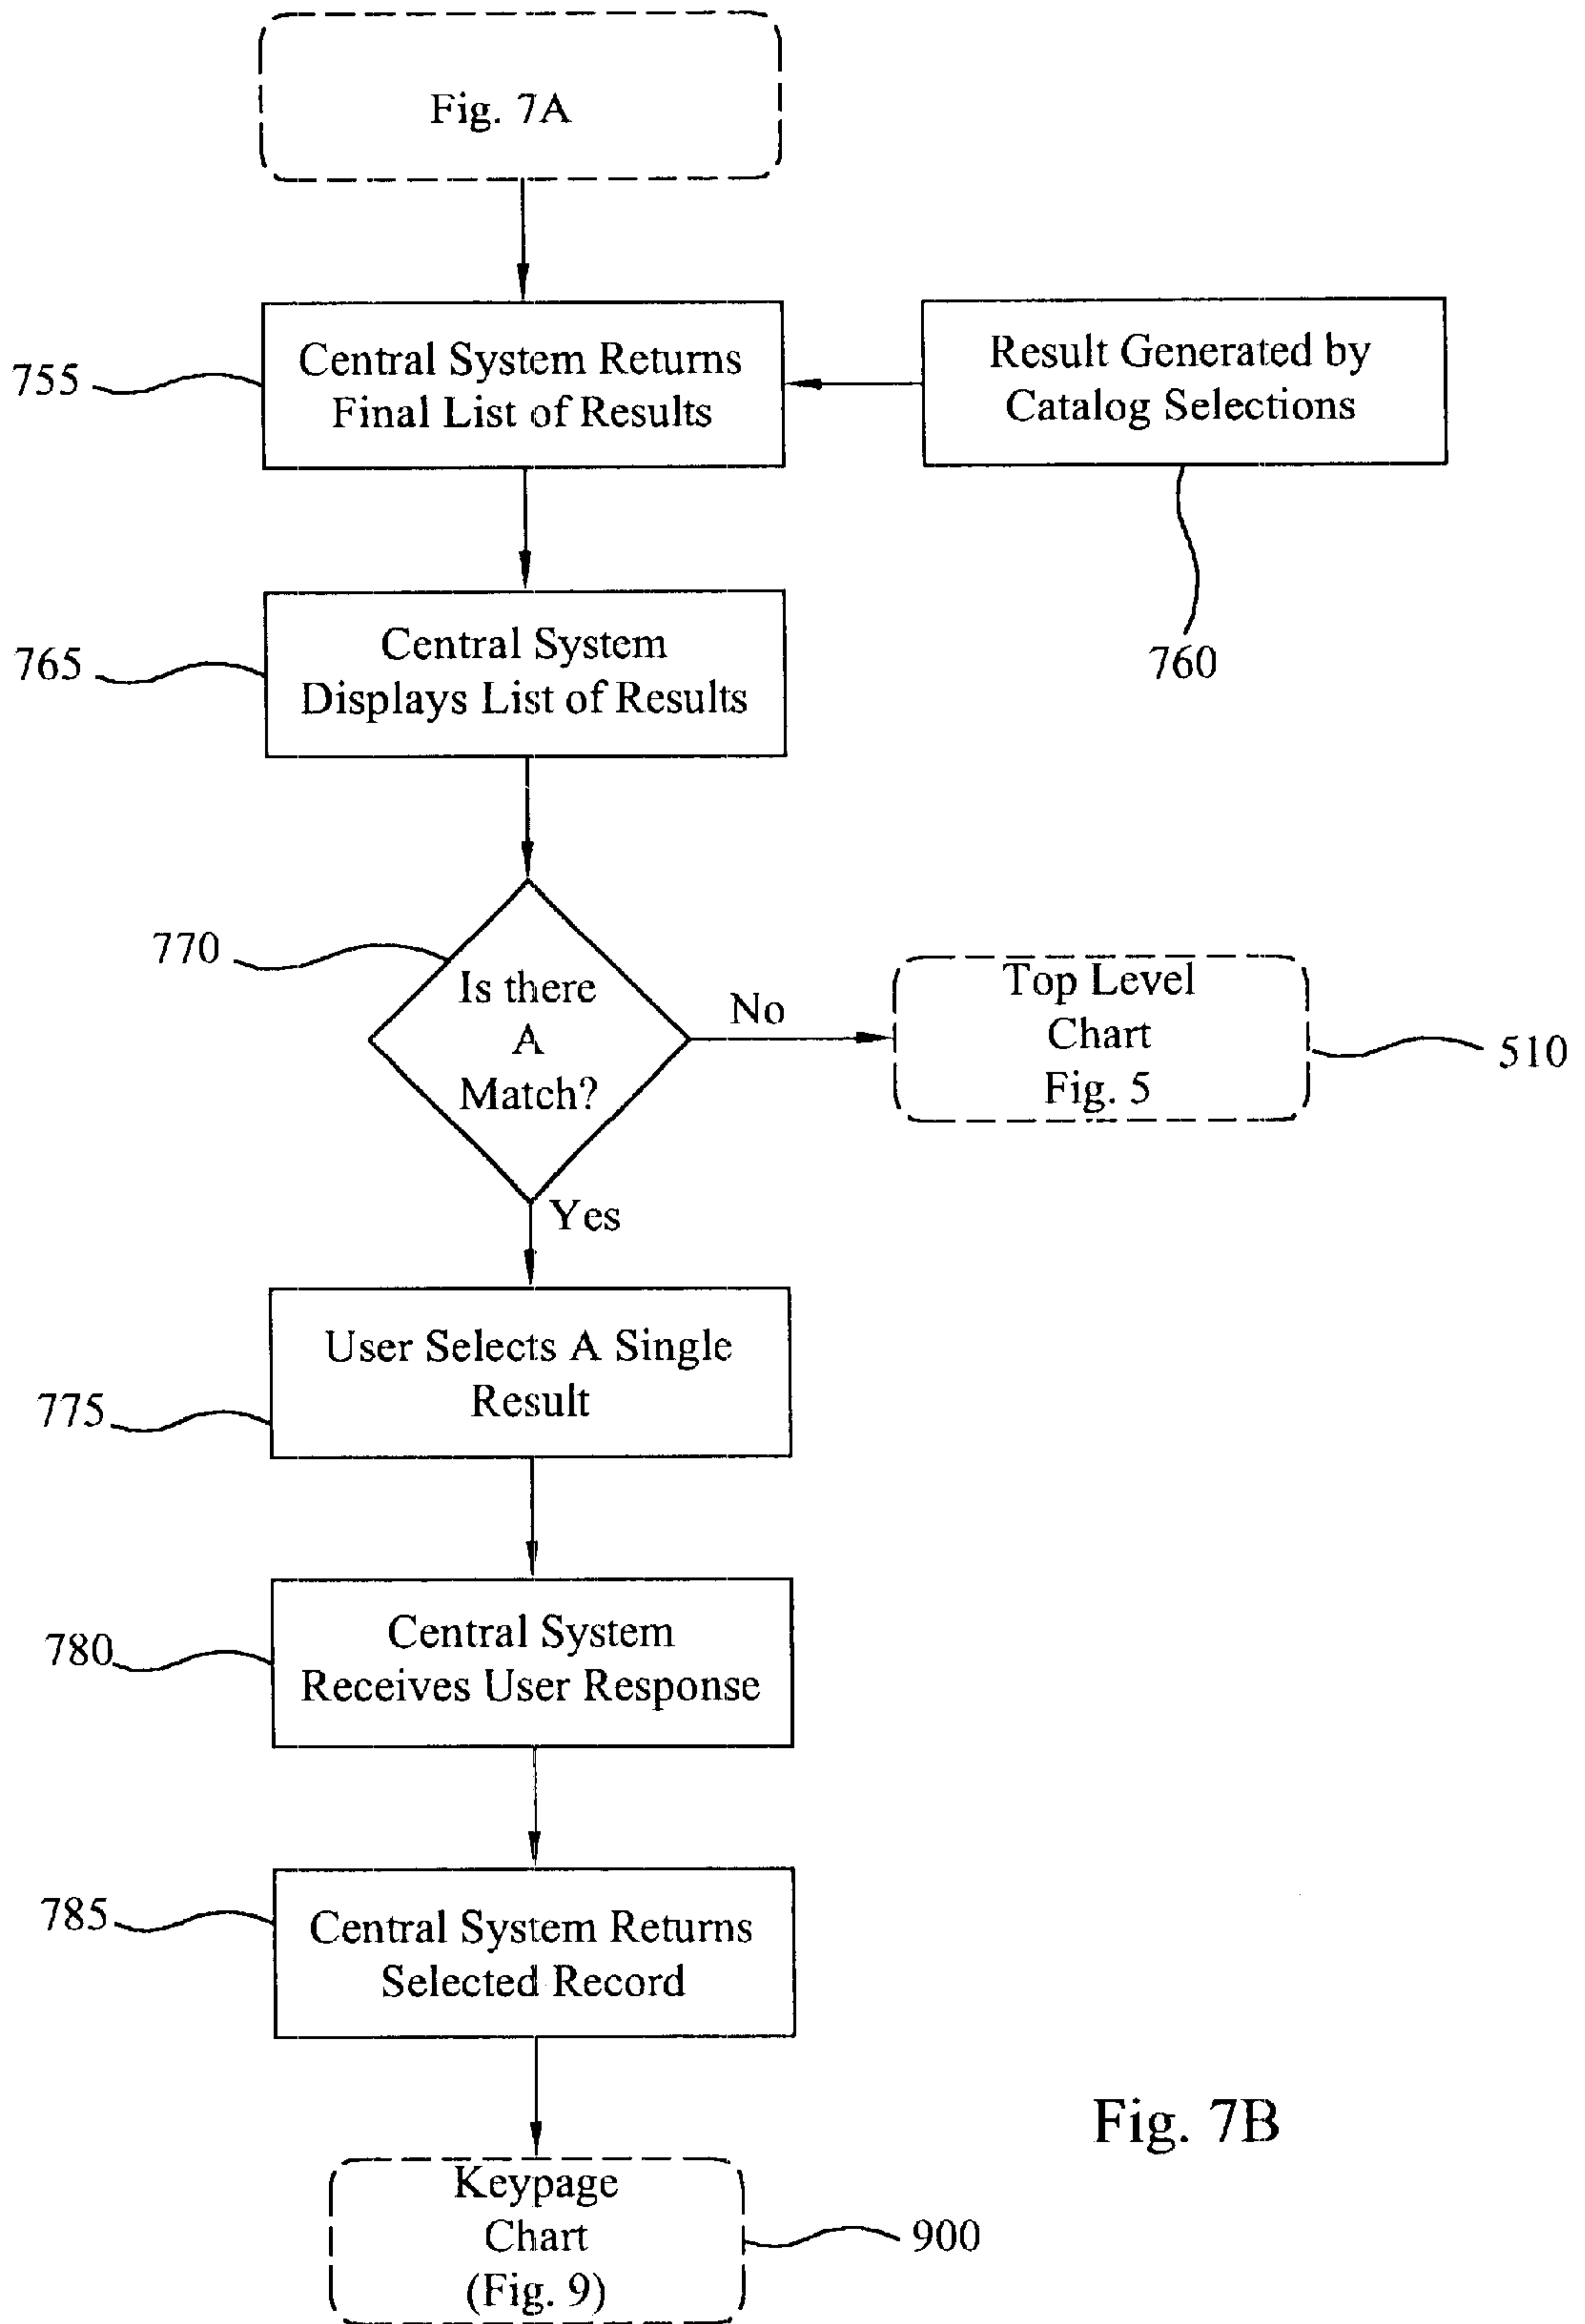 Fig. 7A
755
Central System Returns
Final List of Results
Result Generated by
Catalog Selections
760
765
Central System
Displays List of Results
770
Is there
A
Match?
No
Top Level
Chart
Fig. 5
510
Yes
775
User Selects A Single
Result
780
Central System
Receives User Response
785
Central System Returns
Selected Record
Keypage
Chart
(Fig. 9)
900
Fig. 7B